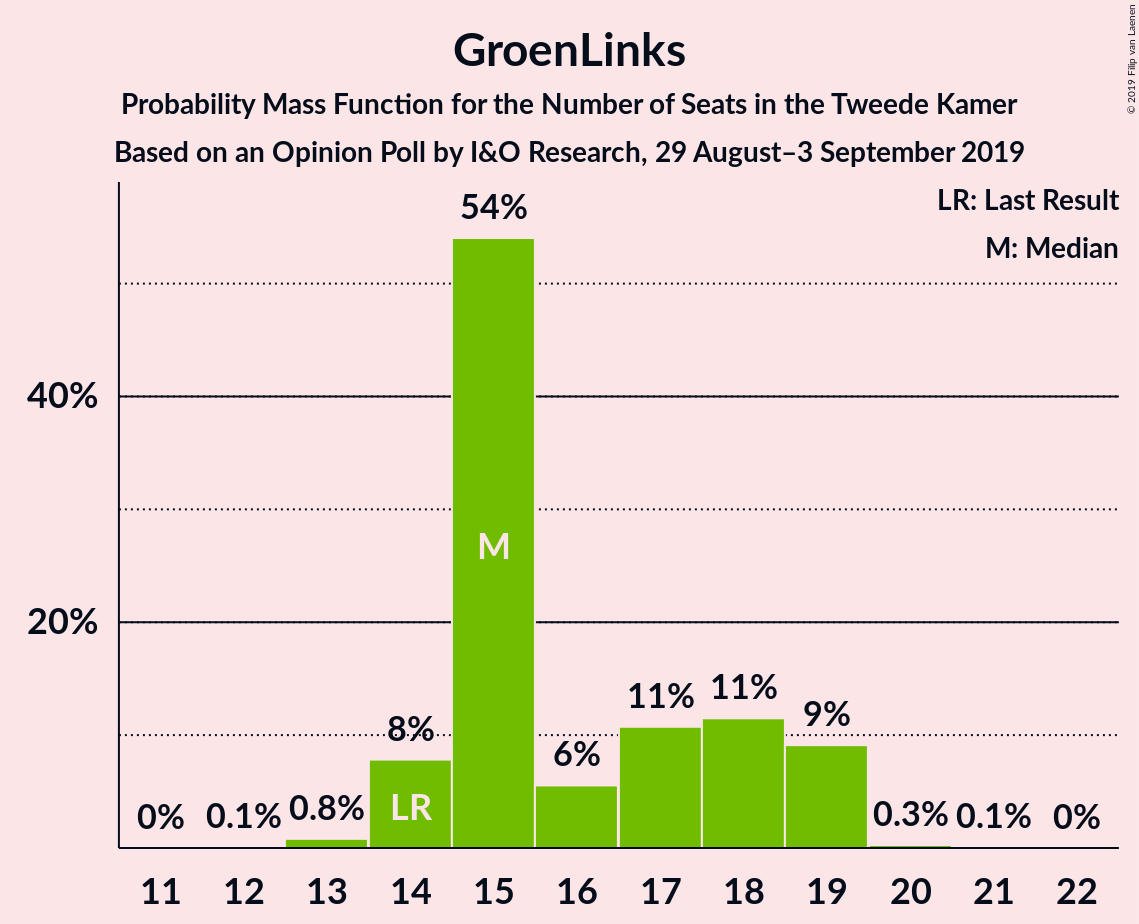 GroenLinks
Probability Mass Function for the Number of Seats in the Tweede Kamer
Based on an Opinion Poll by I&O Research, 29 August–3 September 2019
© 2019 Filip van Laenen
LR: Last Result
M: Median
40%
20%
0%
0.1%
0.8%
8%
54%
6%
11%
11%
9%
0.3%
0.1%
0%
LR
M
11 12 13 14 15 16 17 18 19 20 21 22